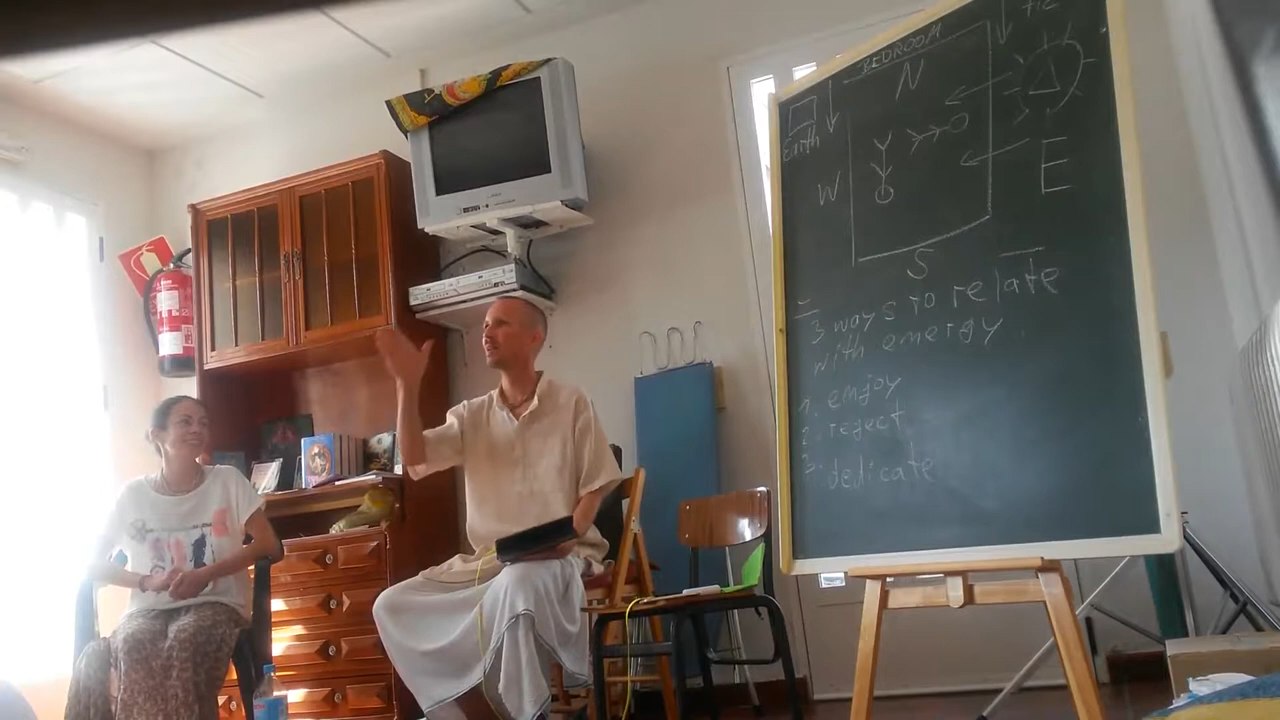 BEDROOM
N
Earth
W
E
S
3 ways to relate
with energy.
1. enjoy
2. reject
3. dedicate